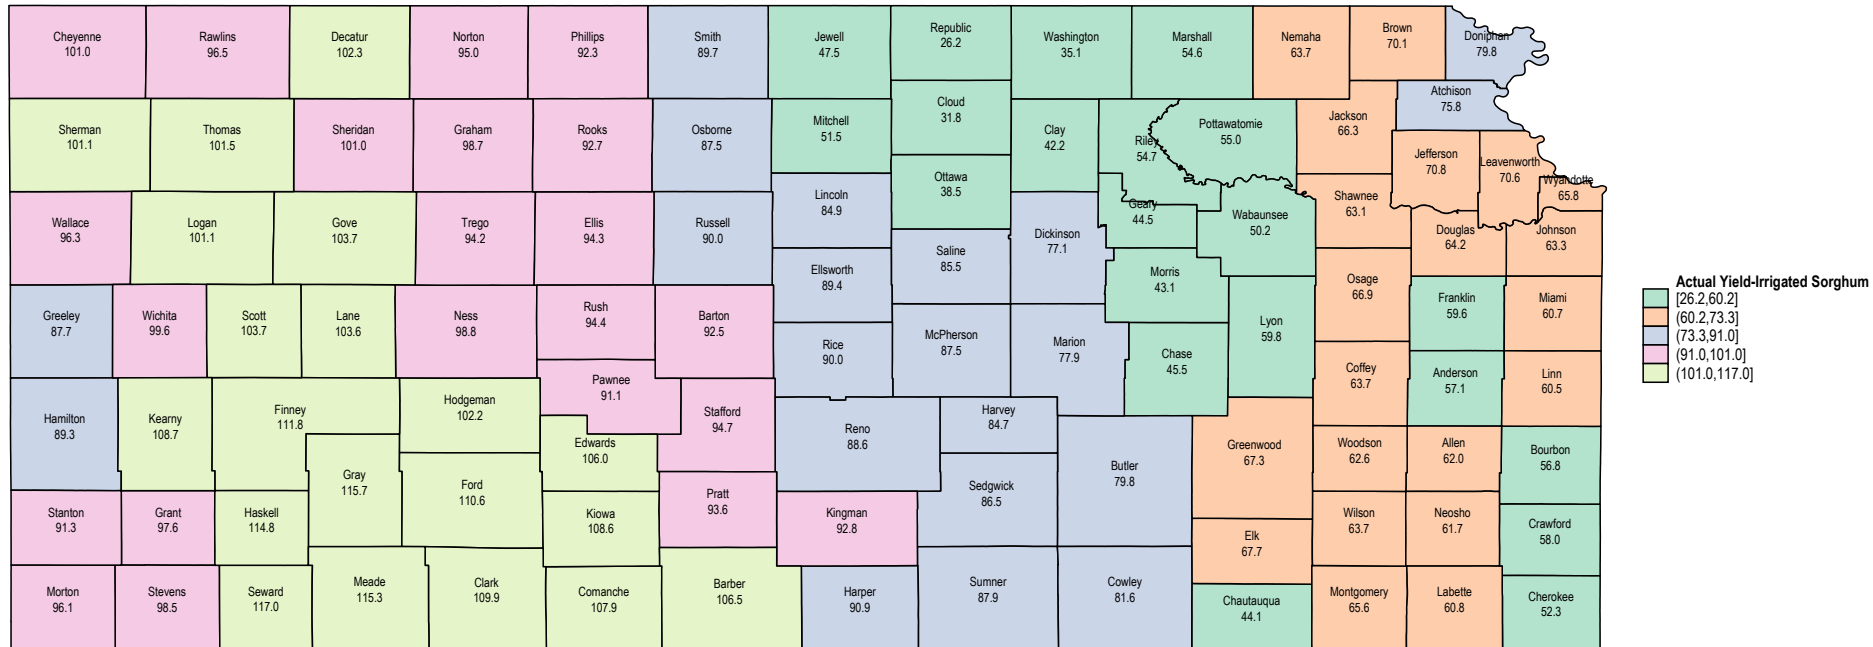 Cheyenne
101.0
Rawlins
96.5
Decatur
102.3
Norton
95.0
Phillips
92.3
Smith
89.7
Jewell
47.5
Republic
26.2
Washington
35.1
Marshall
54.6
Nemaha
63.7
Brown
70.1
Doniphan
79.8
Atchison
75.8
Sherman
101.1
Thomas
101.5
Sheridan
101.0
Graham
98.7
Rooks
92.7
Osborne
87.5
Mitchell
51.5
Cloud
31.8
Clay
42.2
Riley
54.7
Pottawatomie
55.0
Jackson
66.3
Jefferson
70.8
Leavenworth
70.6
Wyandotte
65.8
Ottawa
38.5
Lincoln
84.9
Wallace
96.3
Logan
101.1
Gove
103.7
Trego
94.2
Ellis
94.3
Russell
90.0
Saline
85.5
Dickinson
77.1
Geary
44.5
Wabaunsee
50.2
Shawnee
63.1
Douglas
64.2
Johnson
63.3
Ellsworth
89.4
Morris
43.1
Osage
66.9
Franklin
59.6
Miami
60.7
Greeley
87.7
Wichita
99.6
Scott
103.7
Lane
103.6
Ness
98.8
Rush
94.4
Barton
92.5
Rice
90.0
McPherson
87.5
Marion
77.9
Chase
45.5
Lyon
59.8
Coffey
63.7
Anderson
57.1
Linn
60.5
Hamilton
89.3
Kearny
108.7
Finney
111.8
Hodgeman
102.2
Pawnee
91.1
Stafford
94.7
Reno
88.6
Harvey
84.7
Butler
79.8
Greenwood
67.3
Woodson
62.6
Allen
62.0
Bourbon
56.8
Gray
115.7
Ford
110.6
Edwards
106.0
Sedgwick
86.5
Stanton
91.3
Grant
97.6
Haskell
114.8
Kiowa
108.6
Pratt
93.6
Kingman
92.8
Elk
67.7
Wilson
63.7
Neosho
61.7
Crawford
58.0
Morton
96.1
Stevens
98.5
Seward
117.0
Meade
115.3
Clark
109.9
Comanche
107.9
Barber
106.5
Harper
90.9
Sumner
87.9
Cowley
81.6
Chautauqua
44.1
Montgomery
65.6
Labette
60.8
Cherokee
52.3
Actual Yield-Irrigated Sorghum
[26.2,60.2]
(60.2,73.3]
(73.3,91.0]
(91.0,101.0]
(101.0,117.0]